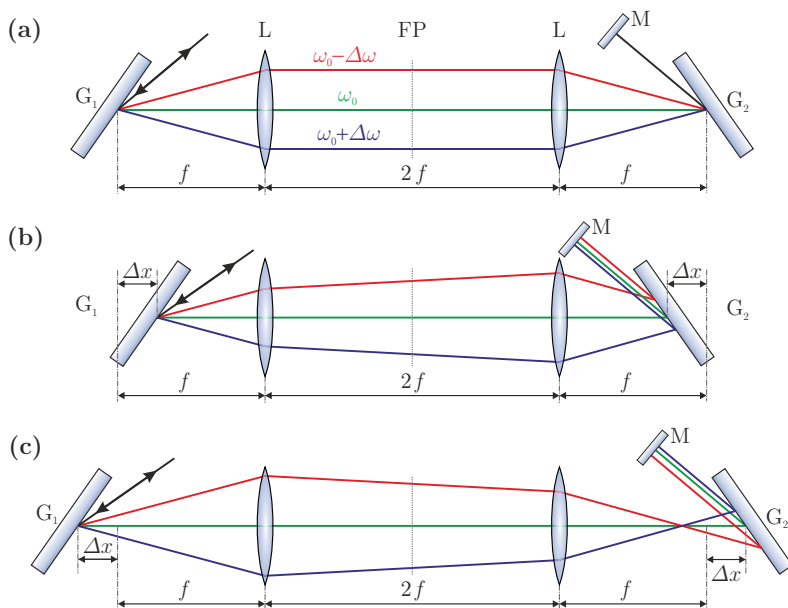 (a)
L FP L M
G₁ ω₀−Δω G₂
ω₀
ω₀+Δω
f 2f f
(b)
M
Δx Δx
G₁ G₂
f 2f f
(c)
M
G₁ G₂
Δx Δx
f 2f f